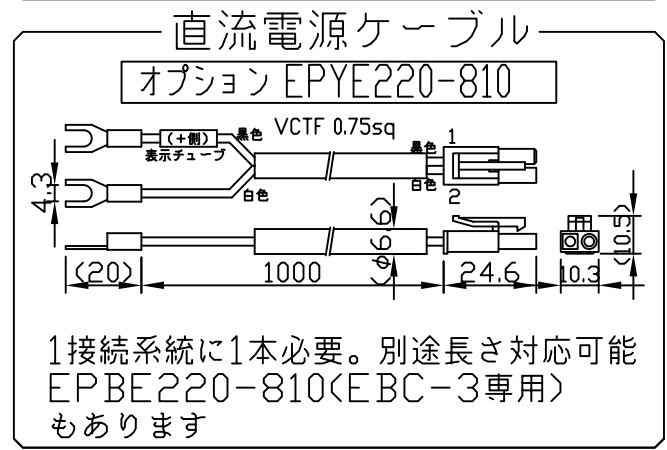 直流電源ケーブル
オプション EPYE220-810
VCTF 0.75sq
(+側)
黒色
黒色
1
表示チューブ
白色
白色
2
4.3
(φ6.6)
(10.5)
(20)
1000
24.6
10.3
1接続系統に1本必要。別途長さ対応可能
EPBE220-810(EBC-3専用)
もあります